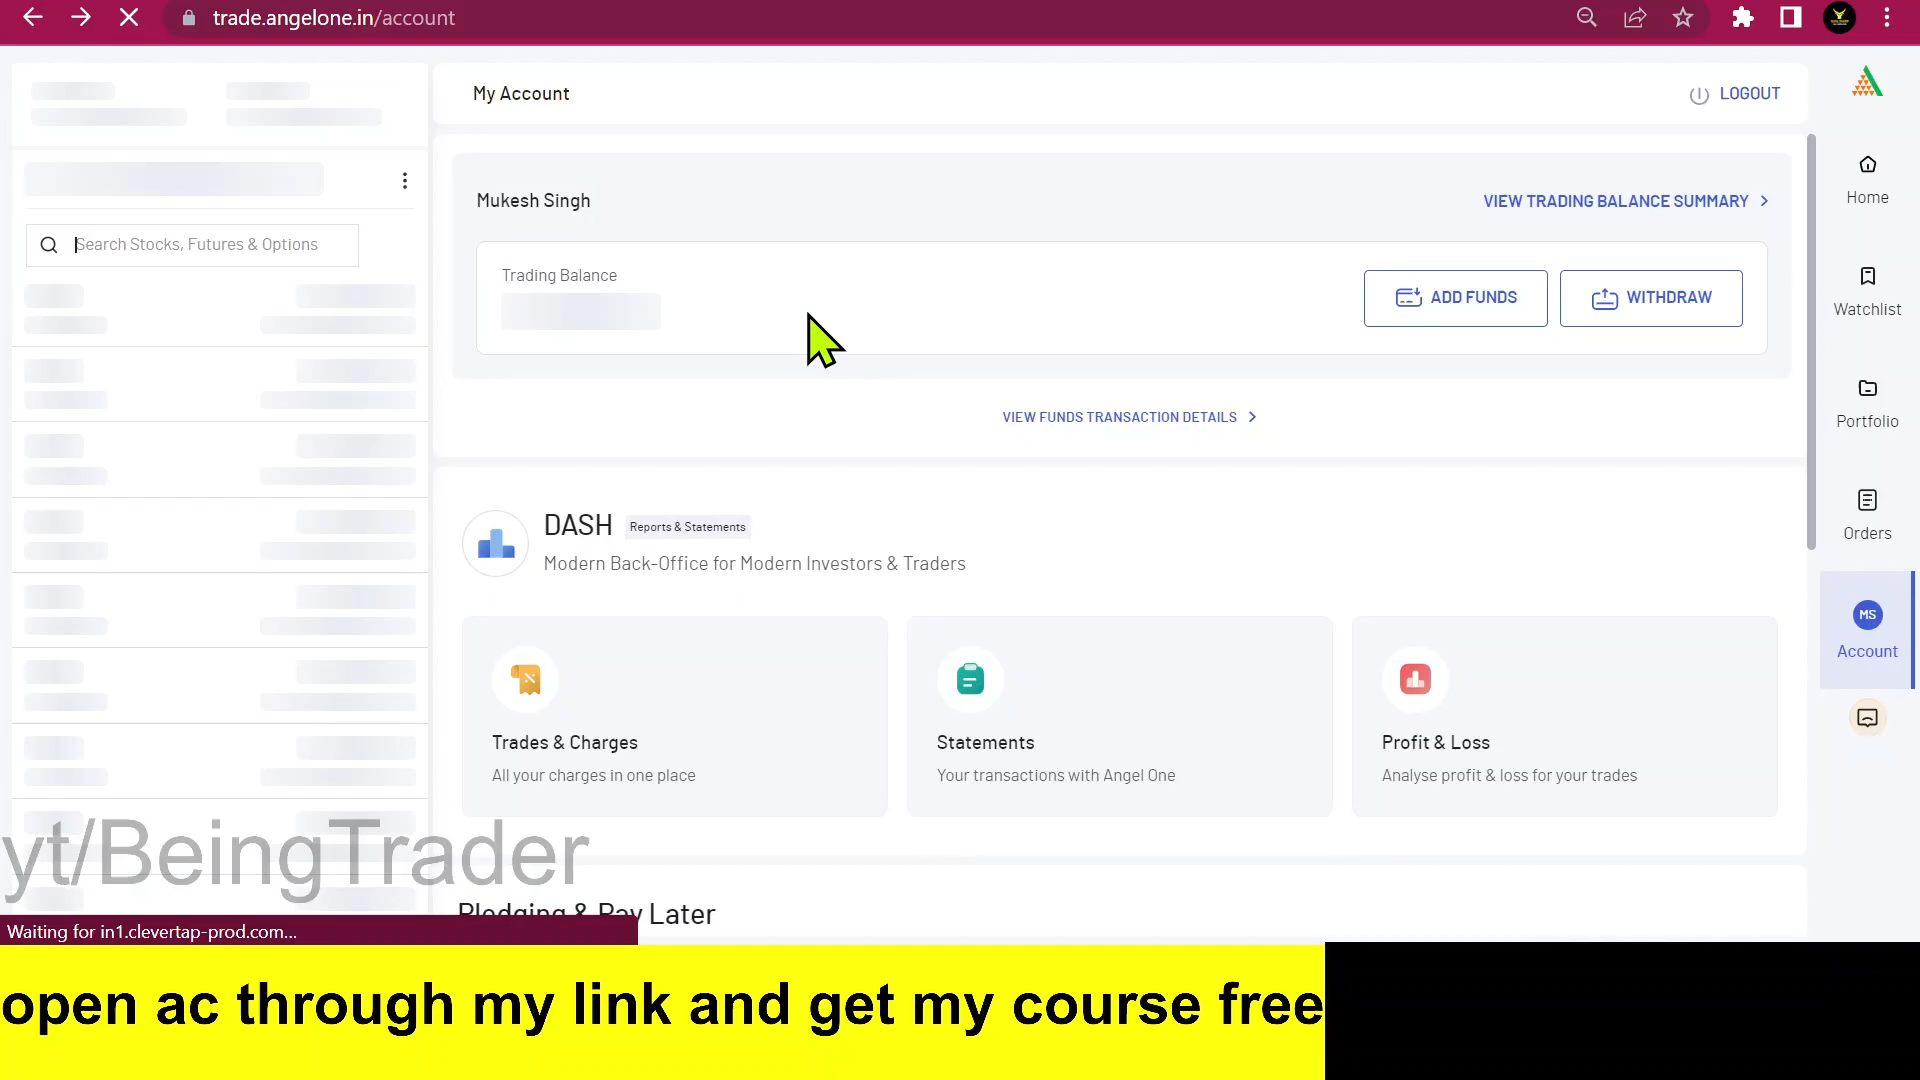 trade.angelone.in/account
My Account
LOGOUT
Mukesh Singh
VIEW TRADING BALANCE SUMMARY
Search Stocks, Futures & Options
Trading Balance
ADD FUNDS
WITHDRAW
VIEW FUNDS TRANSACTION DETAILS
DASH
Reports & Statements
Modern Back-Office for Modern Investors & Traders
Trades & Charges
All your charges in one place
Statements
Your transactions with Angel One
Profit & Loss
Analyse profit & loss for your trades
Pledging & Pay Later
Home
Watchlist
Portfolio
Orders
MS
Account
yt/BeingTrader
Waiting for in1.clevertap-prod.com...
open ac through my link and get my course free